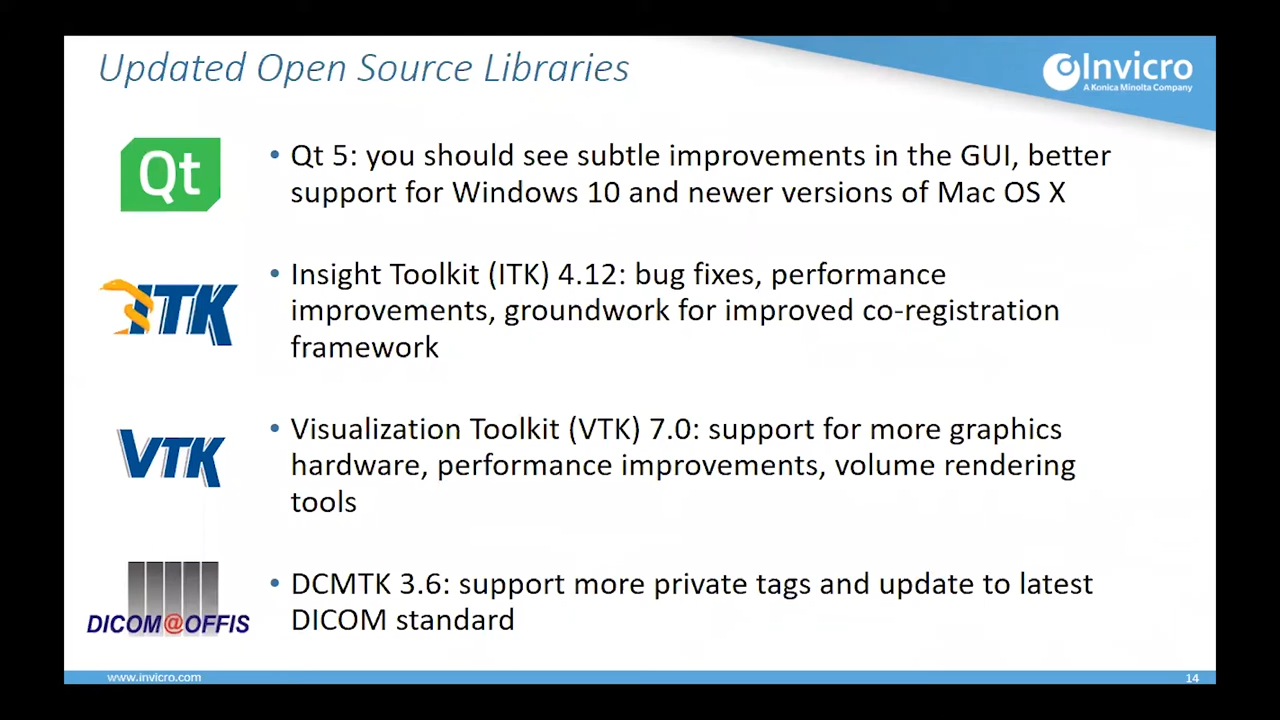 Updated Open Source Libraries
Invicro
A Konica Minolta Company
Qt
• Qt 5: you should see subtle improvements in the GUI, better
support for Windows 10 and newer versions of Mac OS X
ITK
• Insight Toolkit (ITK) 4.12: bug fixes, performance
improvements, groundwork for improved co-registration
framework
VTK
• Visualization Toolkit (VTK) 7.0: support for more graphics
hardware, performance improvements, volume rendering
tools
DICOM@OFFIS
• DCMTK 3.6: support more private tags and update to latest
DICOM standard
www.invicro.com
14